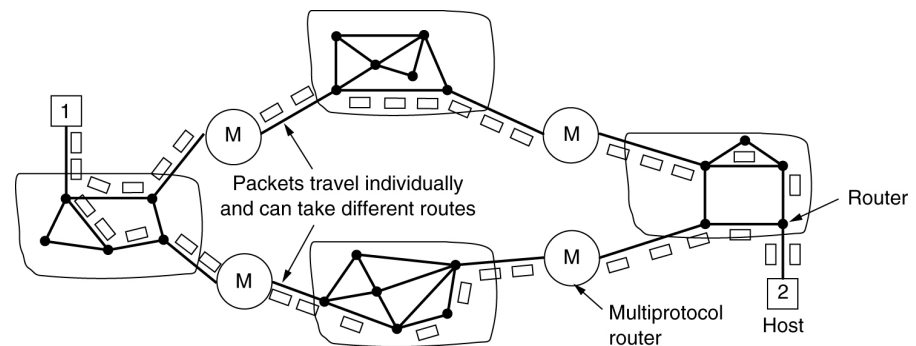 1
M
M
Packets travel individually
and can take different routes
Router
M
M
2
Multiprotocol
router
Host